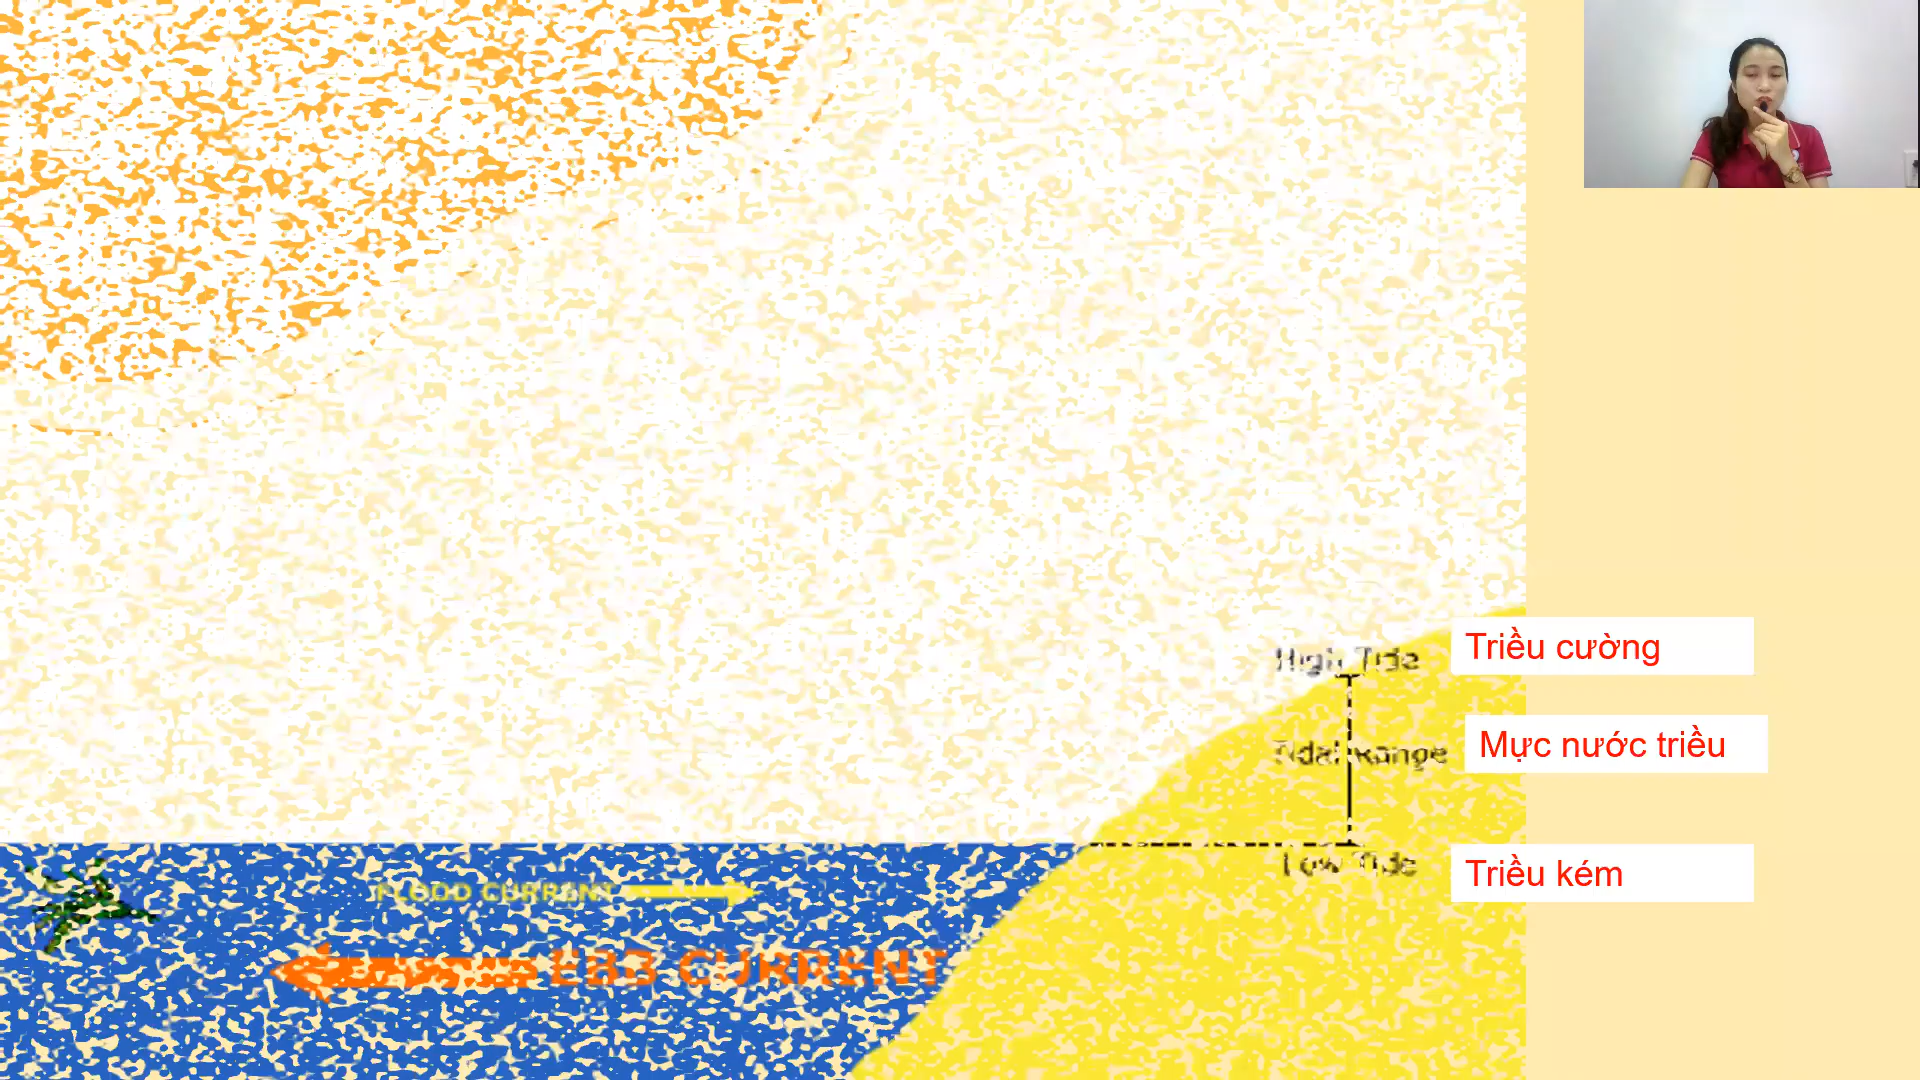 High Tide
Triều cường
Tidal Range
Mực nước triều
Low Tide
Triều kém
FLOOD CURRENT
EBB CURRENT